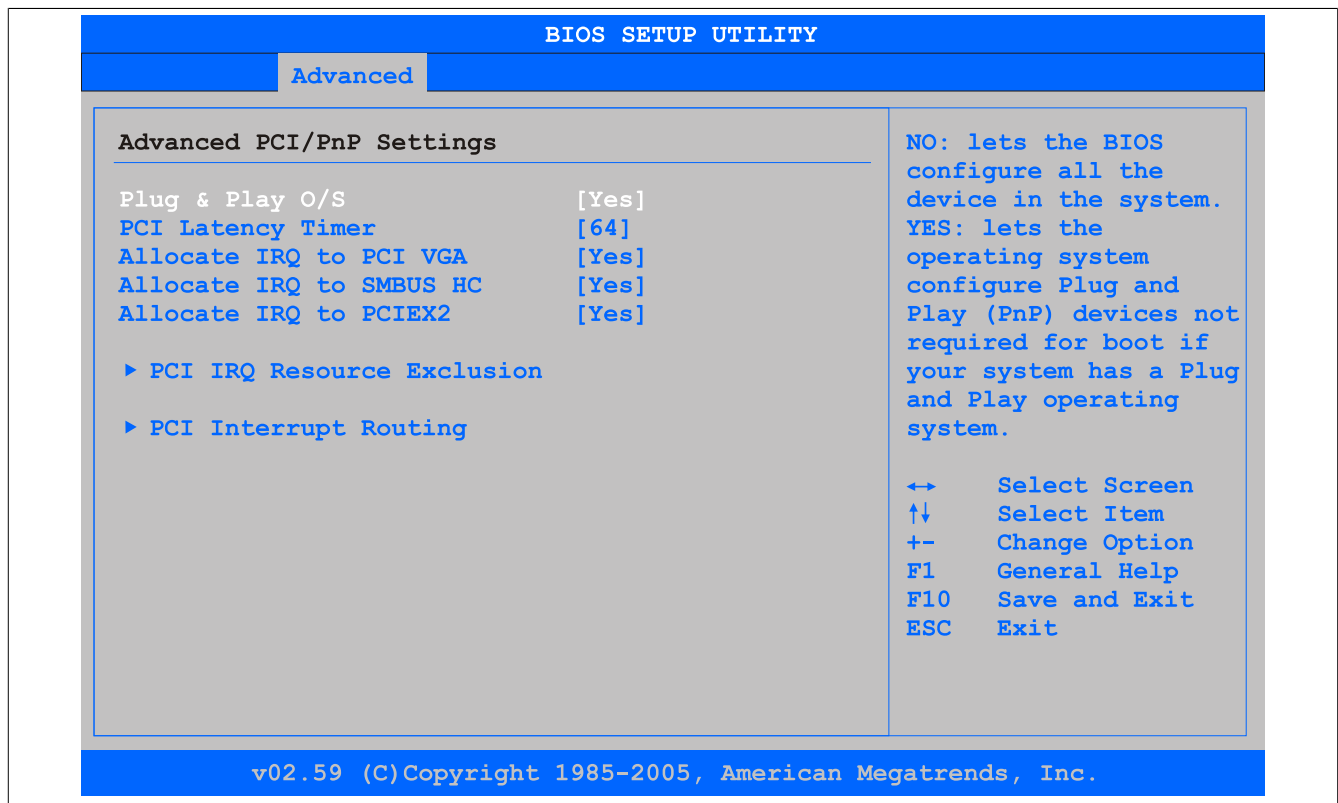 BIOS SETUP UTILITY
Advanced
Advanced PCI/PnP Settings
Plug & Play O/S [Yes]
PCI Latency Timer [64]
Allocate IRQ to PCI VGA [Yes]
Allocate IRQ to SMBUS HC [Yes]
Allocate IRQ to PCIEX2 [Yes]
► PCI IRQ Resource Exclusion
► PCI Interrupt Routing
NO: lets the BIOS
configure all the
device in the system.
YES: lets the
operating system
configure Plug and
Play (PnP) devices not
required for boot if
your system has a Plug
and Play operating
system.
↔ Select Screen
↑↓ Select Item
+- Change Option
F1 General Help
F10 Save and Exit
ESC Exit
v02.59 (C)Copyright 1985-2005, American Megatrends, Inc.